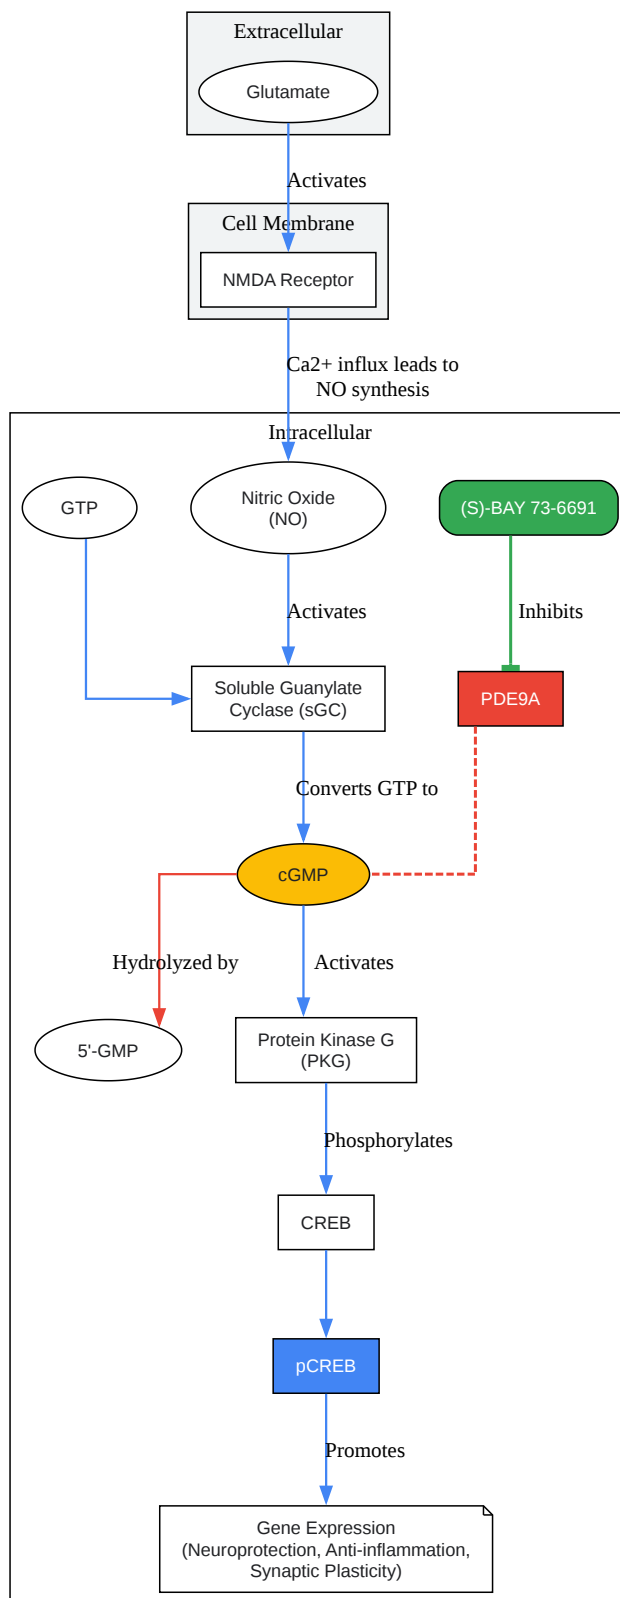 Extracellular
Glutamate
Activates
Cell Membrane
NMDA Receptor
Ca2+ influx leads to
NO synthesis
Intracellular
GTP
Nitric Oxide
(NO)
(S)-BAY 73-6691
Activates
Inhibits
Soluble Guanylate
Cyclase (sGC)
PDE9A
Converts GTP to
cGMP
Hydrolyzed by
Activates
5'-GMP
Protein Kinase G
(PKG)
Phosphorylates
CREB
pCREB
Promotes
Gene Expression
(Neuroprotection, Anti-inflammation,
Synaptic Plasticity)